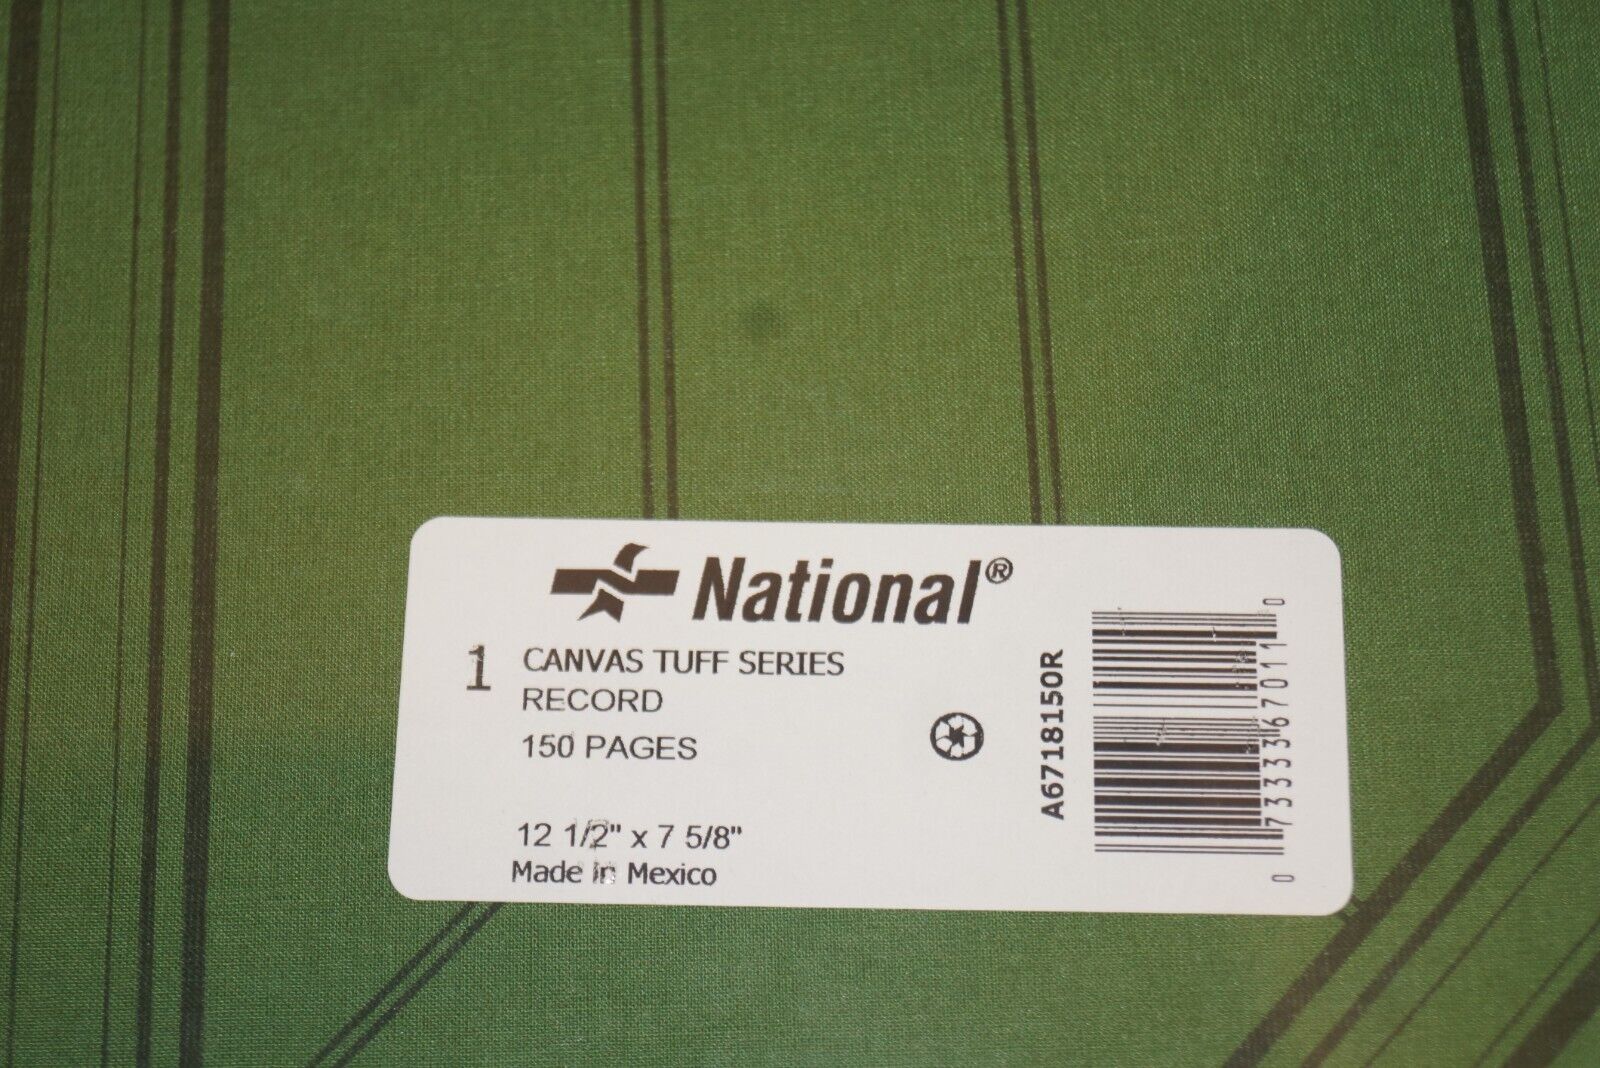 National®
1 CANVAS TUFF SERIES
RECORD
150 PAGES
12 1/2" x 7 5/8"
Made in Mexico
A6718150R
0 73333 67011 0